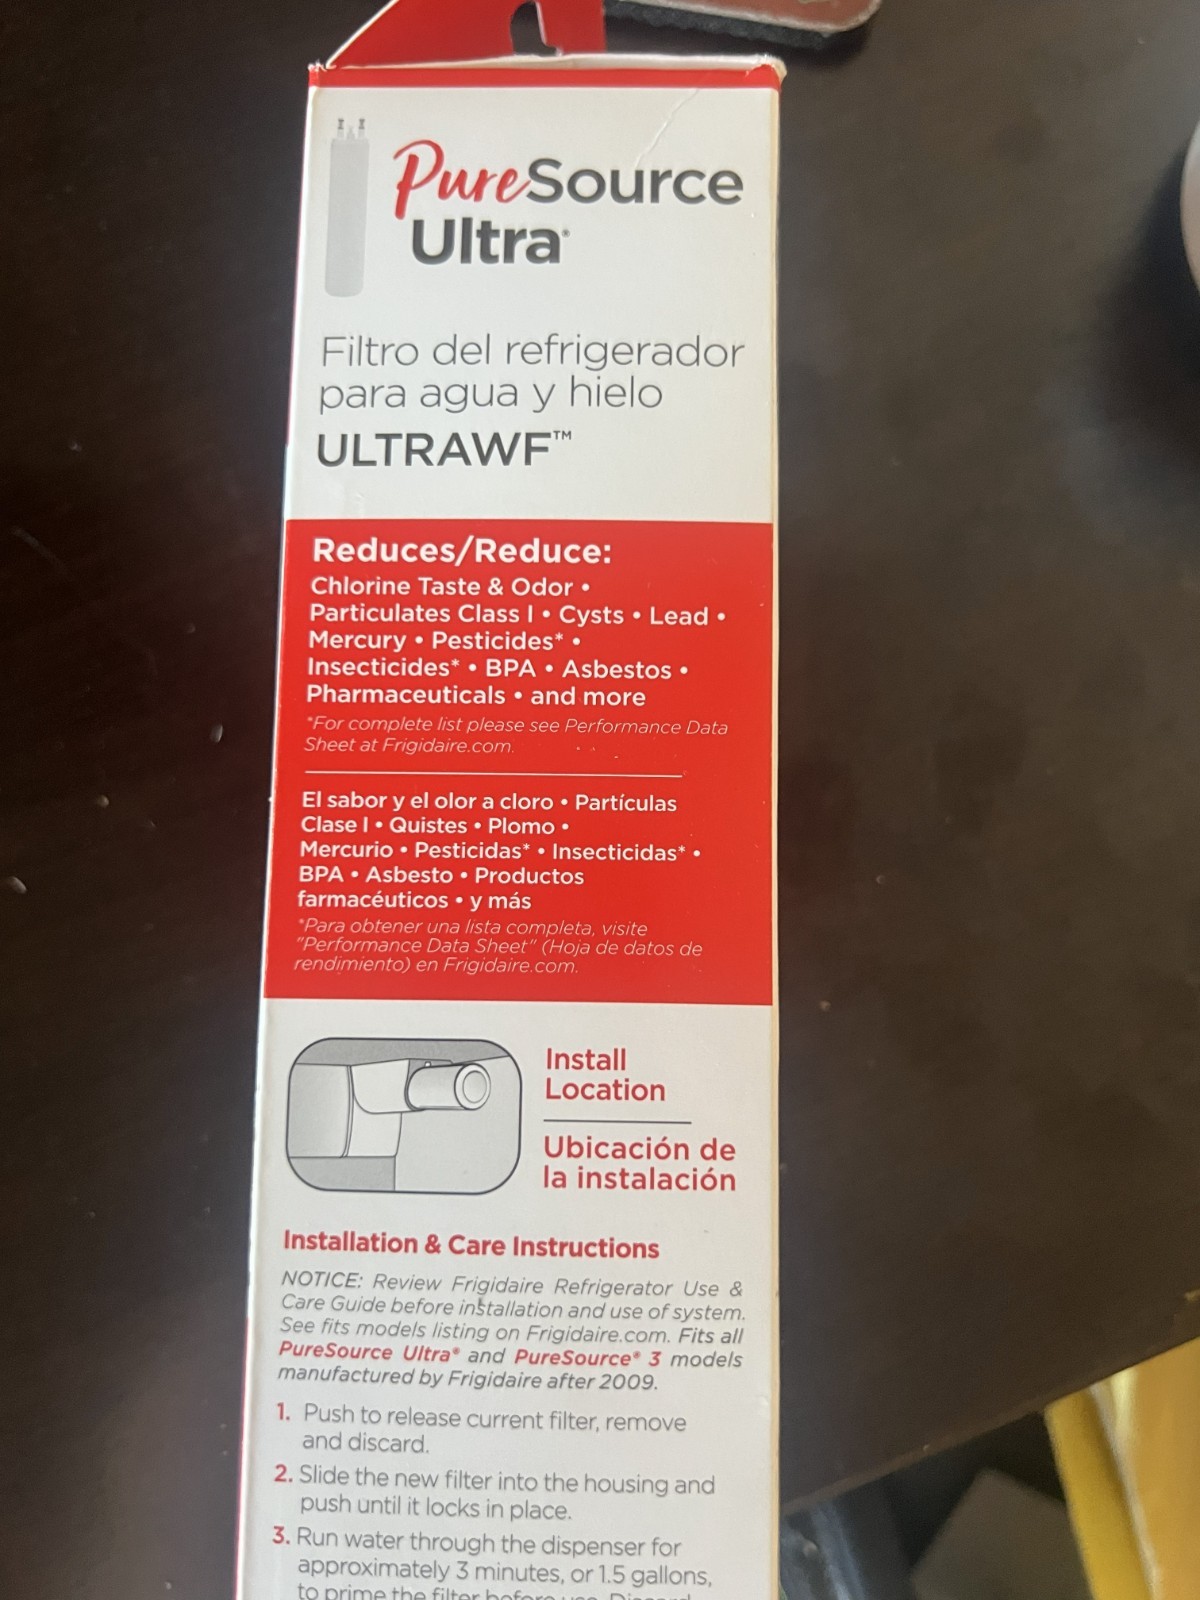 PureSource
Ultra®
Filtro del refrigerador
para agua y hielo
ULTRAWF™
Reduces/Reduce:
Chlorine Taste & Odor •
Particulates Class I • Cysts • Lead •
Mercury • Pesticides* •
Insecticides* • BPA • Asbestos •
Pharmaceuticals • and more
*For complete list please see Performance Data
Sheet at Frigidaire.com.
El sabor y el olor a cloro • Partículas
Clase I • Quistes • Plomo •
Mercurio • Pesticidas* • Insecticidas* •
BPA • Asbesto • Productos
farmacéuticos • y más
*Para obtener una lista completa, visite
"Performance Data Sheet" (Hoja de datos de
rendimiento) en Frigidaire.com.
Install
Location
Ubicación de
la instalación
Installation & Care Instructions
NOTICE: Review Frigidaire Refrigerator Use &
Care Guide before installation and use of system.
See fits models listing on Frigidaire.com. Fits all
PureSource Ultra® and PureSource® 3 models
manufactured by Frigidaire after 2009.
1. Push to release current filter, remove
and discard.
2. Slide the new filter into the housing and
push until it locks in place.
3. Run water through the dispenser for
approximately 3 minutes, or 1.5 gallons,
to prime the filter before use.